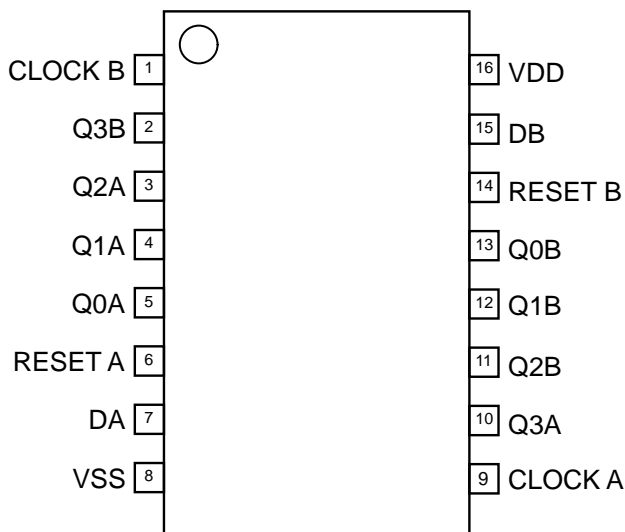 CLOCK B 1 16 VDD
Q3B 2 15 DB
Q2A 3 14 RESET B
Q1A 4 13 Q0B
Q0A 5 12 Q1B
RESET A 6 11 Q2B
DA 7 10 Q3A
VSS 8 9 CLOCK A